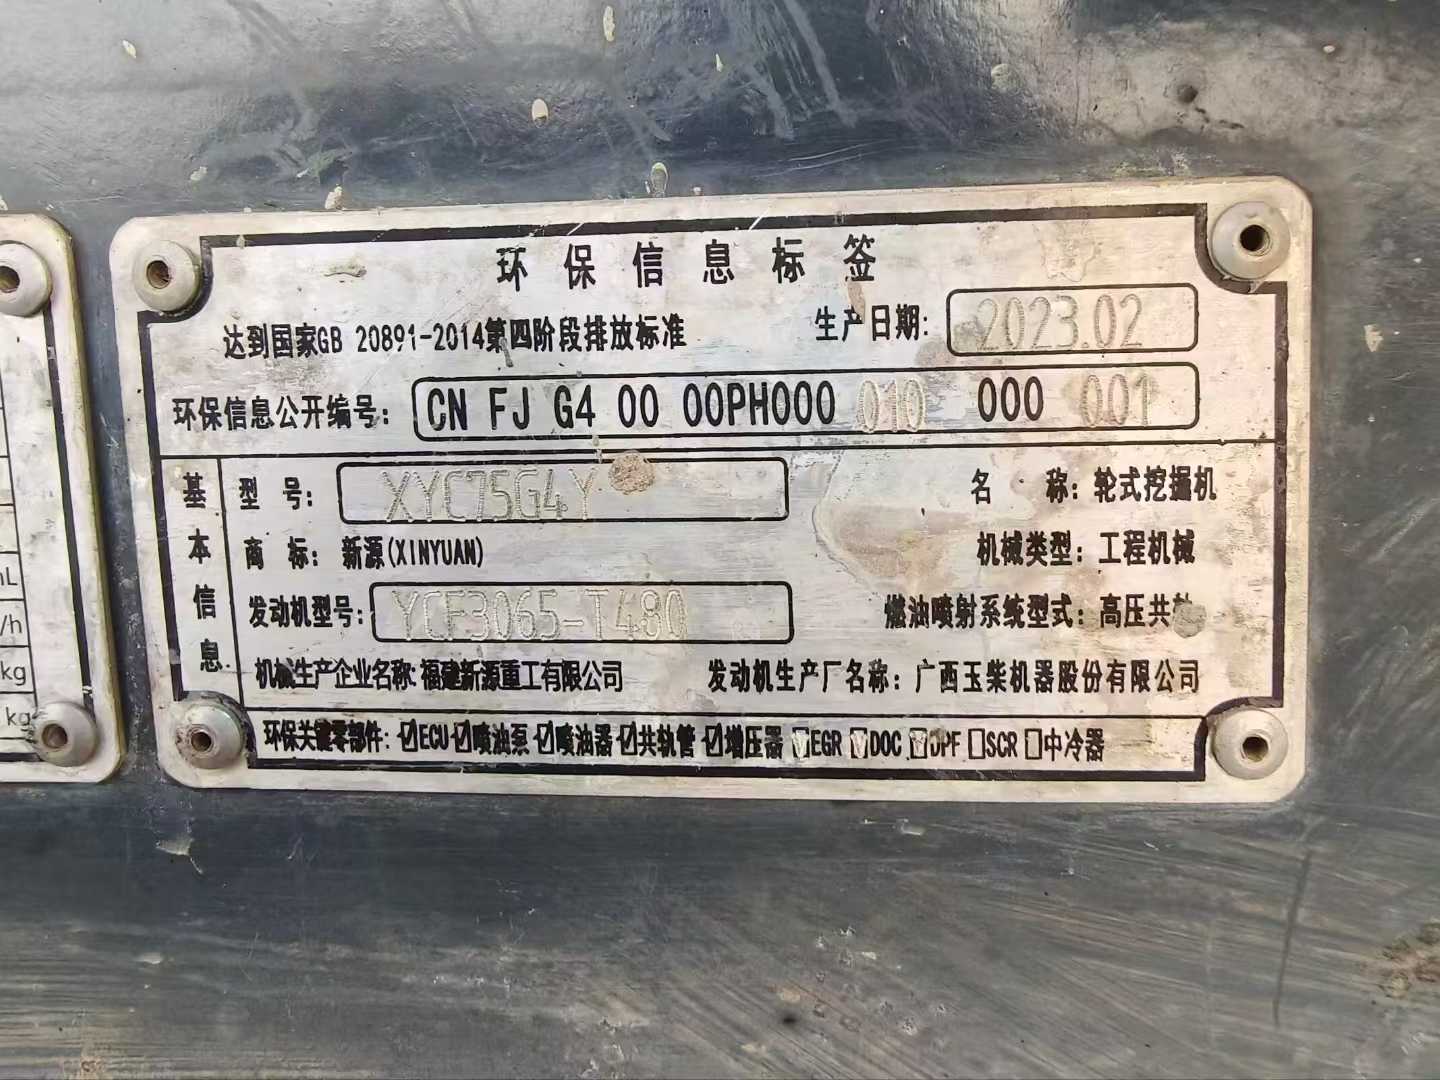 环保信息标签
达到国家GB 20891-2014第四阶段排放标准 生产日期: 2023.02
环保信息公开编号: CN FJ G4 00 00PH000 010 000 001
基本信息
型 号: XYC75G4Y 名 称: 轮式挖掘机
商 标: 新源(XINYUAN) 机械类型: 工程机械
发动机型号: YCF3065-T480 燃油喷射系统型式: 高压共轨
机械生产企业名称: 福建新源重工有限公司 发动机生产厂名称: 广西玉柴机器股份有限公司
环保关键零部件: ☑ECU ☑喷油泵 ☑喷油器 ☑共轨管 ☑增压器 ☑EGR ☑DOC ☑DPF □SCR □中冷器
mL
/h
kg
kg